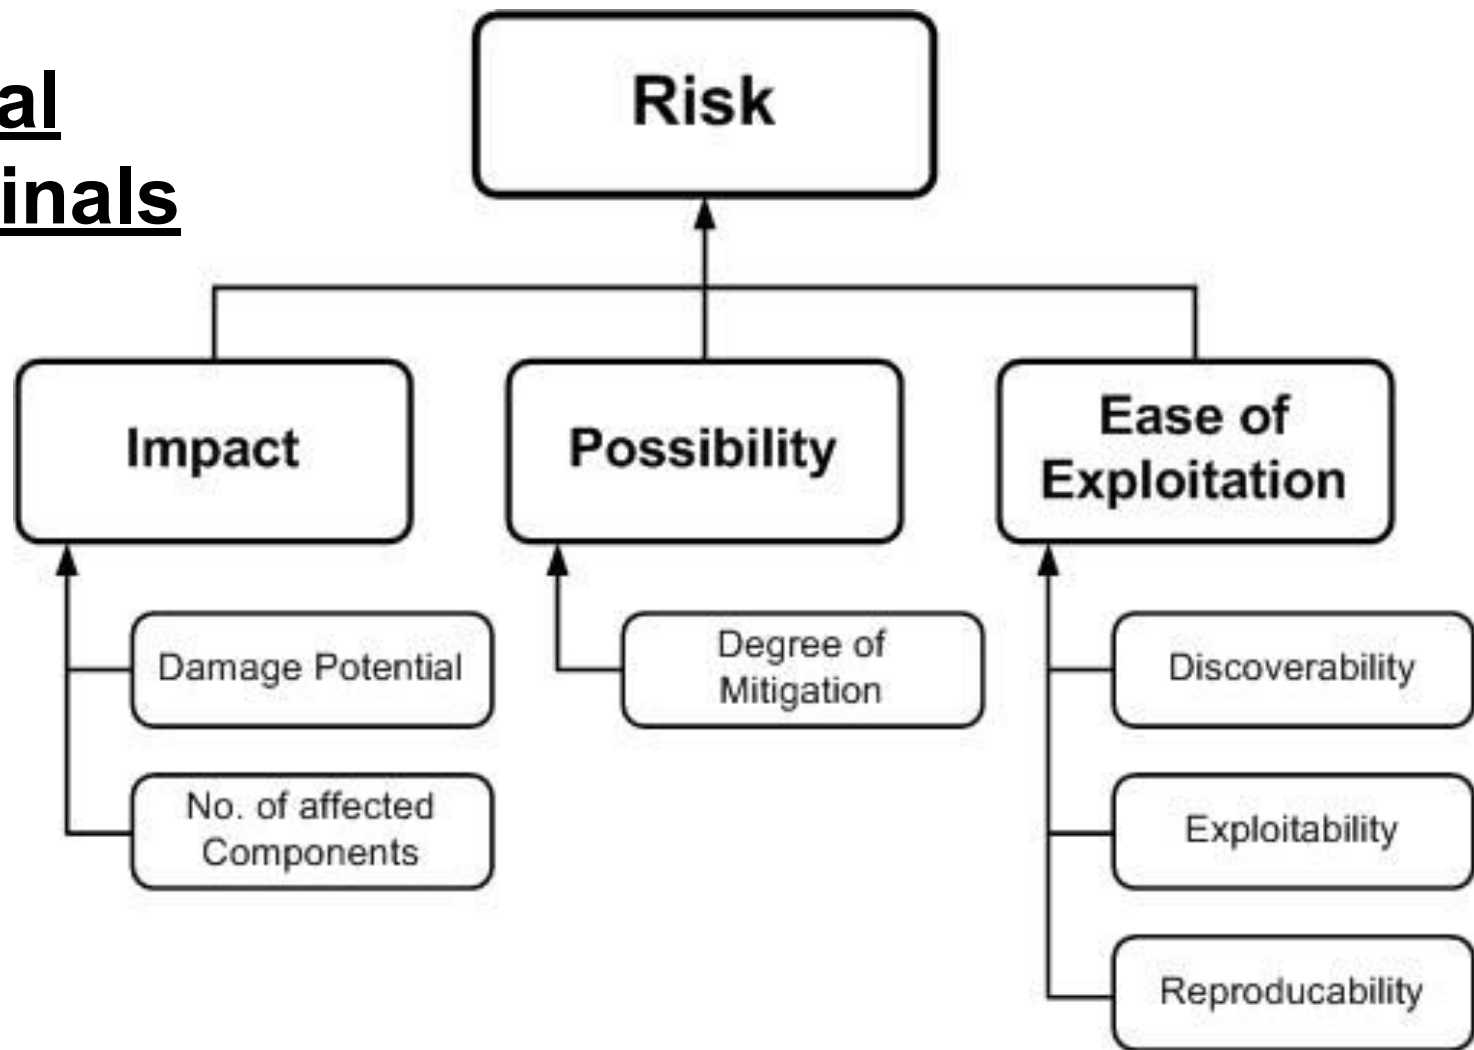 al
inals
Risk
Impact
Possibility
Ease of
Exploitation
Damage Potential
No. of affected
Components
Degree of
Mitigation
Discoverability
Exploitability
Reproducability